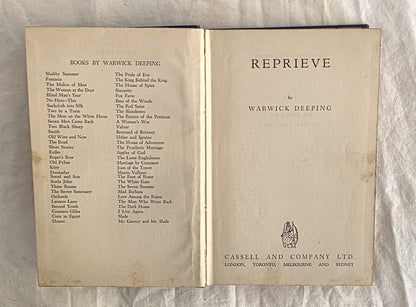 BOOKS BY WARWICK DEEPING
Shabby Summer
Fantasia
The Malice of Men
The Woman at the Door
Blind Man's Year
No Hero—This
Sackcloth into Silk
Two in a Train
The Man on the White Horse
Seven Men Came Back
Two Black Sheep
Smith
Old Wine and New
The Road
Short Stories
Exiles
Roper's Row
Old Pybus
Kitty
Doomsday
Sorrell and Son
Suvla John
Three Rooms
The Secret Sanctuary
Orchards
Lantern Lane
Second Youth
Countess Glika
Unrest
The Pride of Eve
The King Behind the King
The House of Spies
Sincerity
Fox Farm
Bess of the Woods
The Red Saint
The Slanderers
The Return of the Petticoat
A Woman's War
Valour
Bertrand of Brittany
Uther and Igraine
The House of Adventure
The Prophetic Marriage
Apples of Gold
The Lame Englishman
Marriage by Conquest
Joan of the Tower
Martin Valliant
The Rust of Rome
The White Gate
The Seven Streams
Mad Barbara
Love Among the Ruins
The Men Who Went Back
The Dark House
I Live Again
Slade
Mr. Gurney and Mr. Slade
REPRIEVE
by
WARWICK DEEPING
CASSELL AND COMPANY LTD.
LONDON, TORONTO, MELBOURNE AND SYDNEY